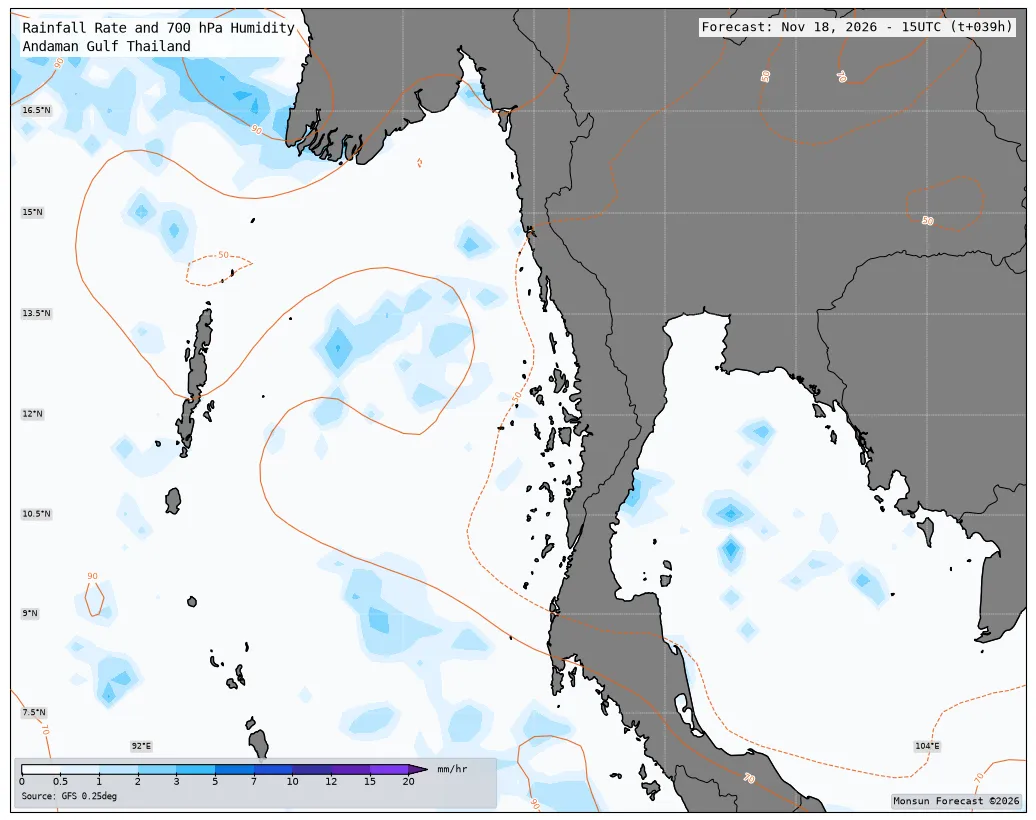 Rainfall Rate and 700 hPa Humidity
Andaman Gulf Thailand
Forecast: Nov 18, 2026 - 15UTC (t+039h)
90
50
70
16.5°N
90
15°N
50
50
13.5°N
50
12°N
10.5°N
90
9°N
7.5°N
70
92°E
104°E
70
70
90
0 0.5 1 2 3 5 7 10 12 15 20
mm/hr
Source: GFS 0.25deg
Monsun Forecast ©2026